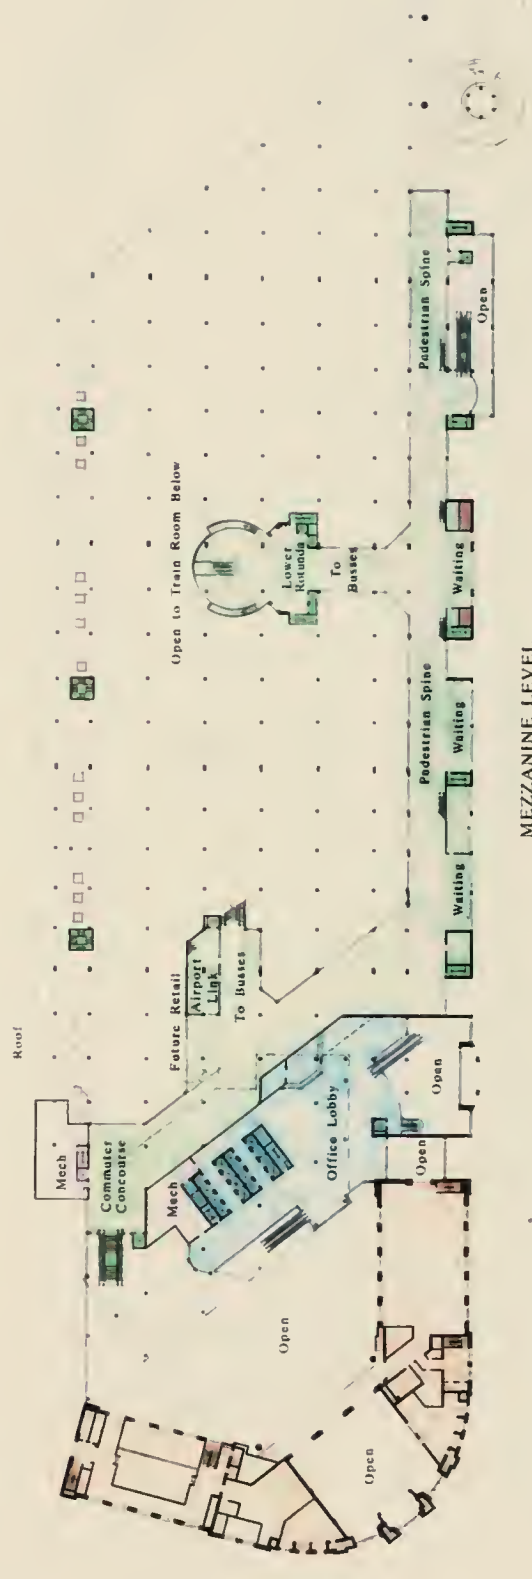 Roof
Mech
Commuter
Concourse
Mech
Office Lobby
Open
Open
Open
Open
Future Retail
Airport
Link
To Busses
Open to Train Room Below
Lower
Rotunda
To
Busses
Pedestrian Spine
Pedestrian Spine
Waiting
Waiting
Waiting
Open
MEZZANINE LEVEL